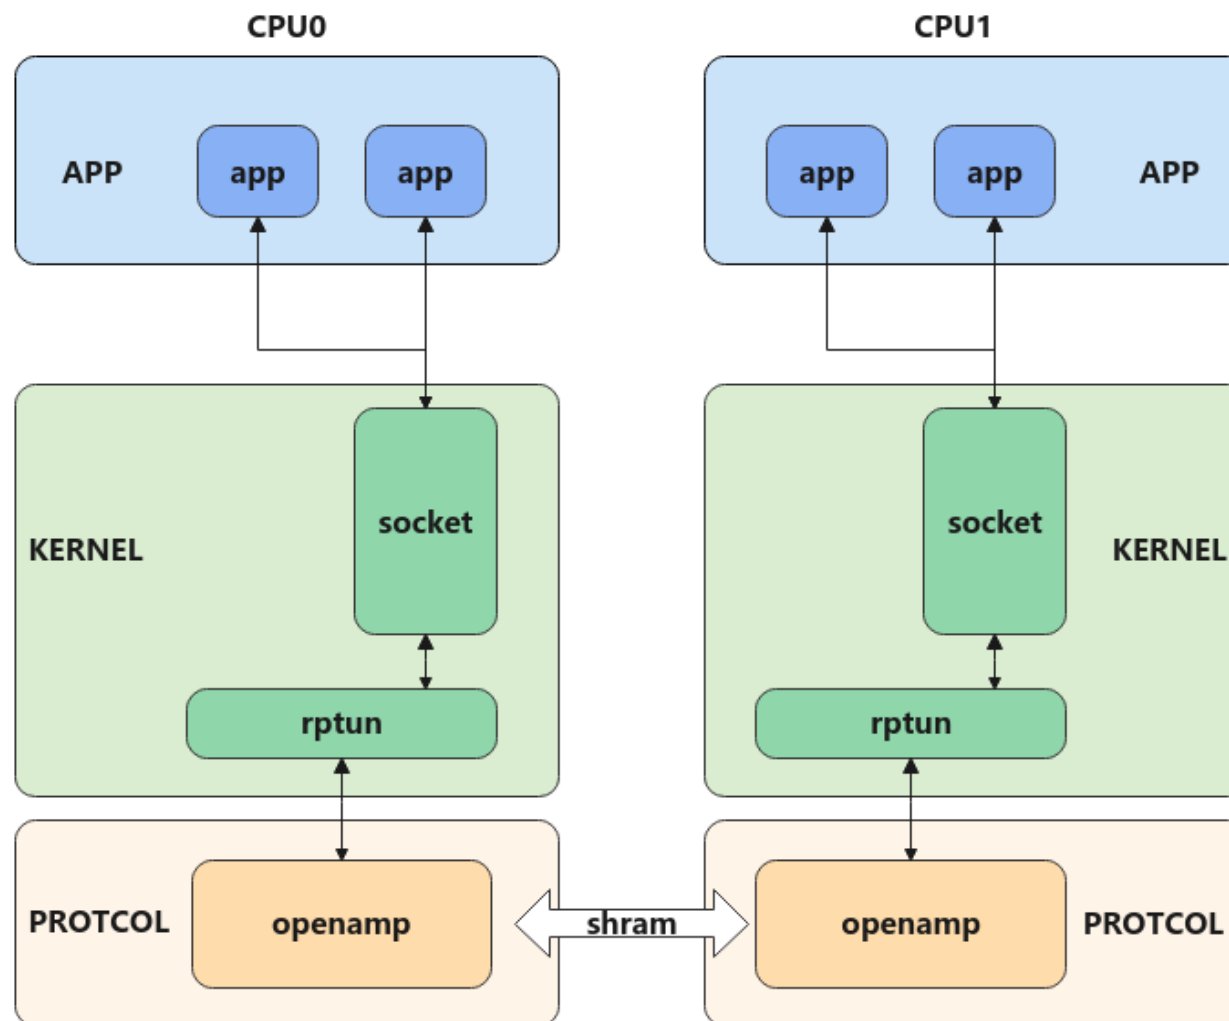 CPU0
CPU1
APP
app
app
app
app
APP
socket
socket
KERNEL
KERNEL
rptun
rptun
PROTCOL
openamp
shram
openamp
PROTCOL